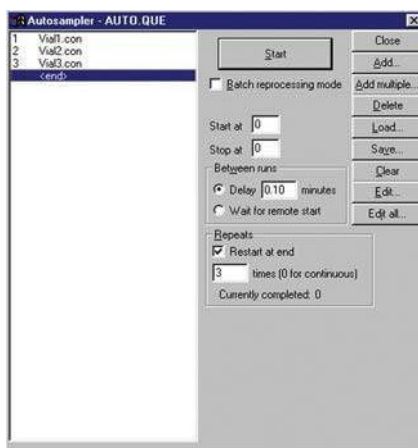 Autosampler - AUTO.QUE
1 Vial1.con
2 Vial2.con
3 Vial3.con
<end>
Start
Batch reprocessing mode
Start at 0
Stop at 0
Between runs
Delay 0.10 minutes
Wait for remote start
Repeats
Restart at end
3 times (0 for continuous)
Currently completed: 0
Close
Add...
Add multiple...
Delete
Load...
Save...
Clear
Edit...
Edit all...